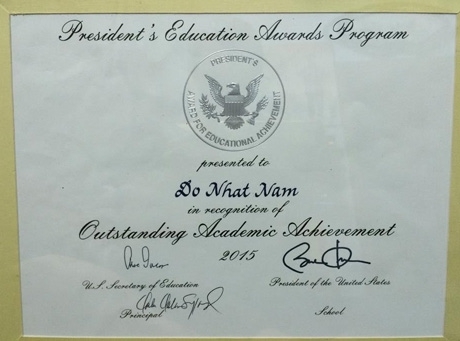 President's Education Awards Program
PRESIDENT'S
AWARD FOR EDUCATIONAL ACHIEVEMENT
presented to
Do Nhat Nam
in recognition of
Outstanding Academic Achievement
2015
U.S. Secretary of Education
President of the United States
Principal
School